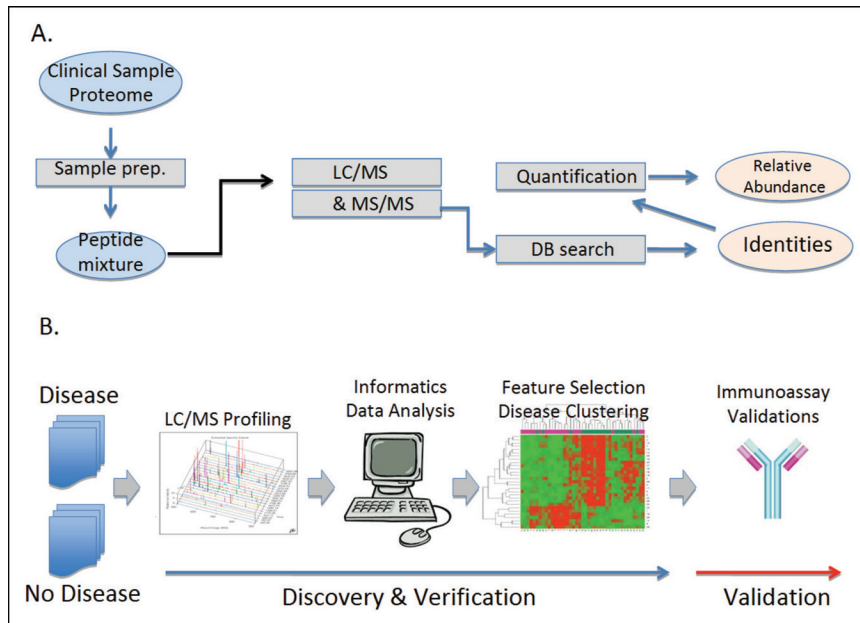 A.
Clinical Sample
Proteome
Sample prep.
Peptide
mixture
LC/MS
& MS/MS
Quantification
DB search
Relative
Abundance
Identities
B.
Disease
No Disease
LC/MS Profiling
Informatics
Data Analysis
Feature Selection
Disease Clustering
Immunoassay
Validations
Discovery & Verification
Validation